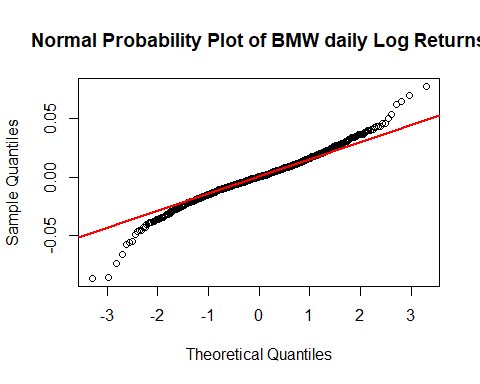 Normal Probability Plot of BMW daily Log Returns
Sample Quantiles
0.05
0.00
-0.05
-3 -2 -1 0 1 2 3
Theoretical Quantiles